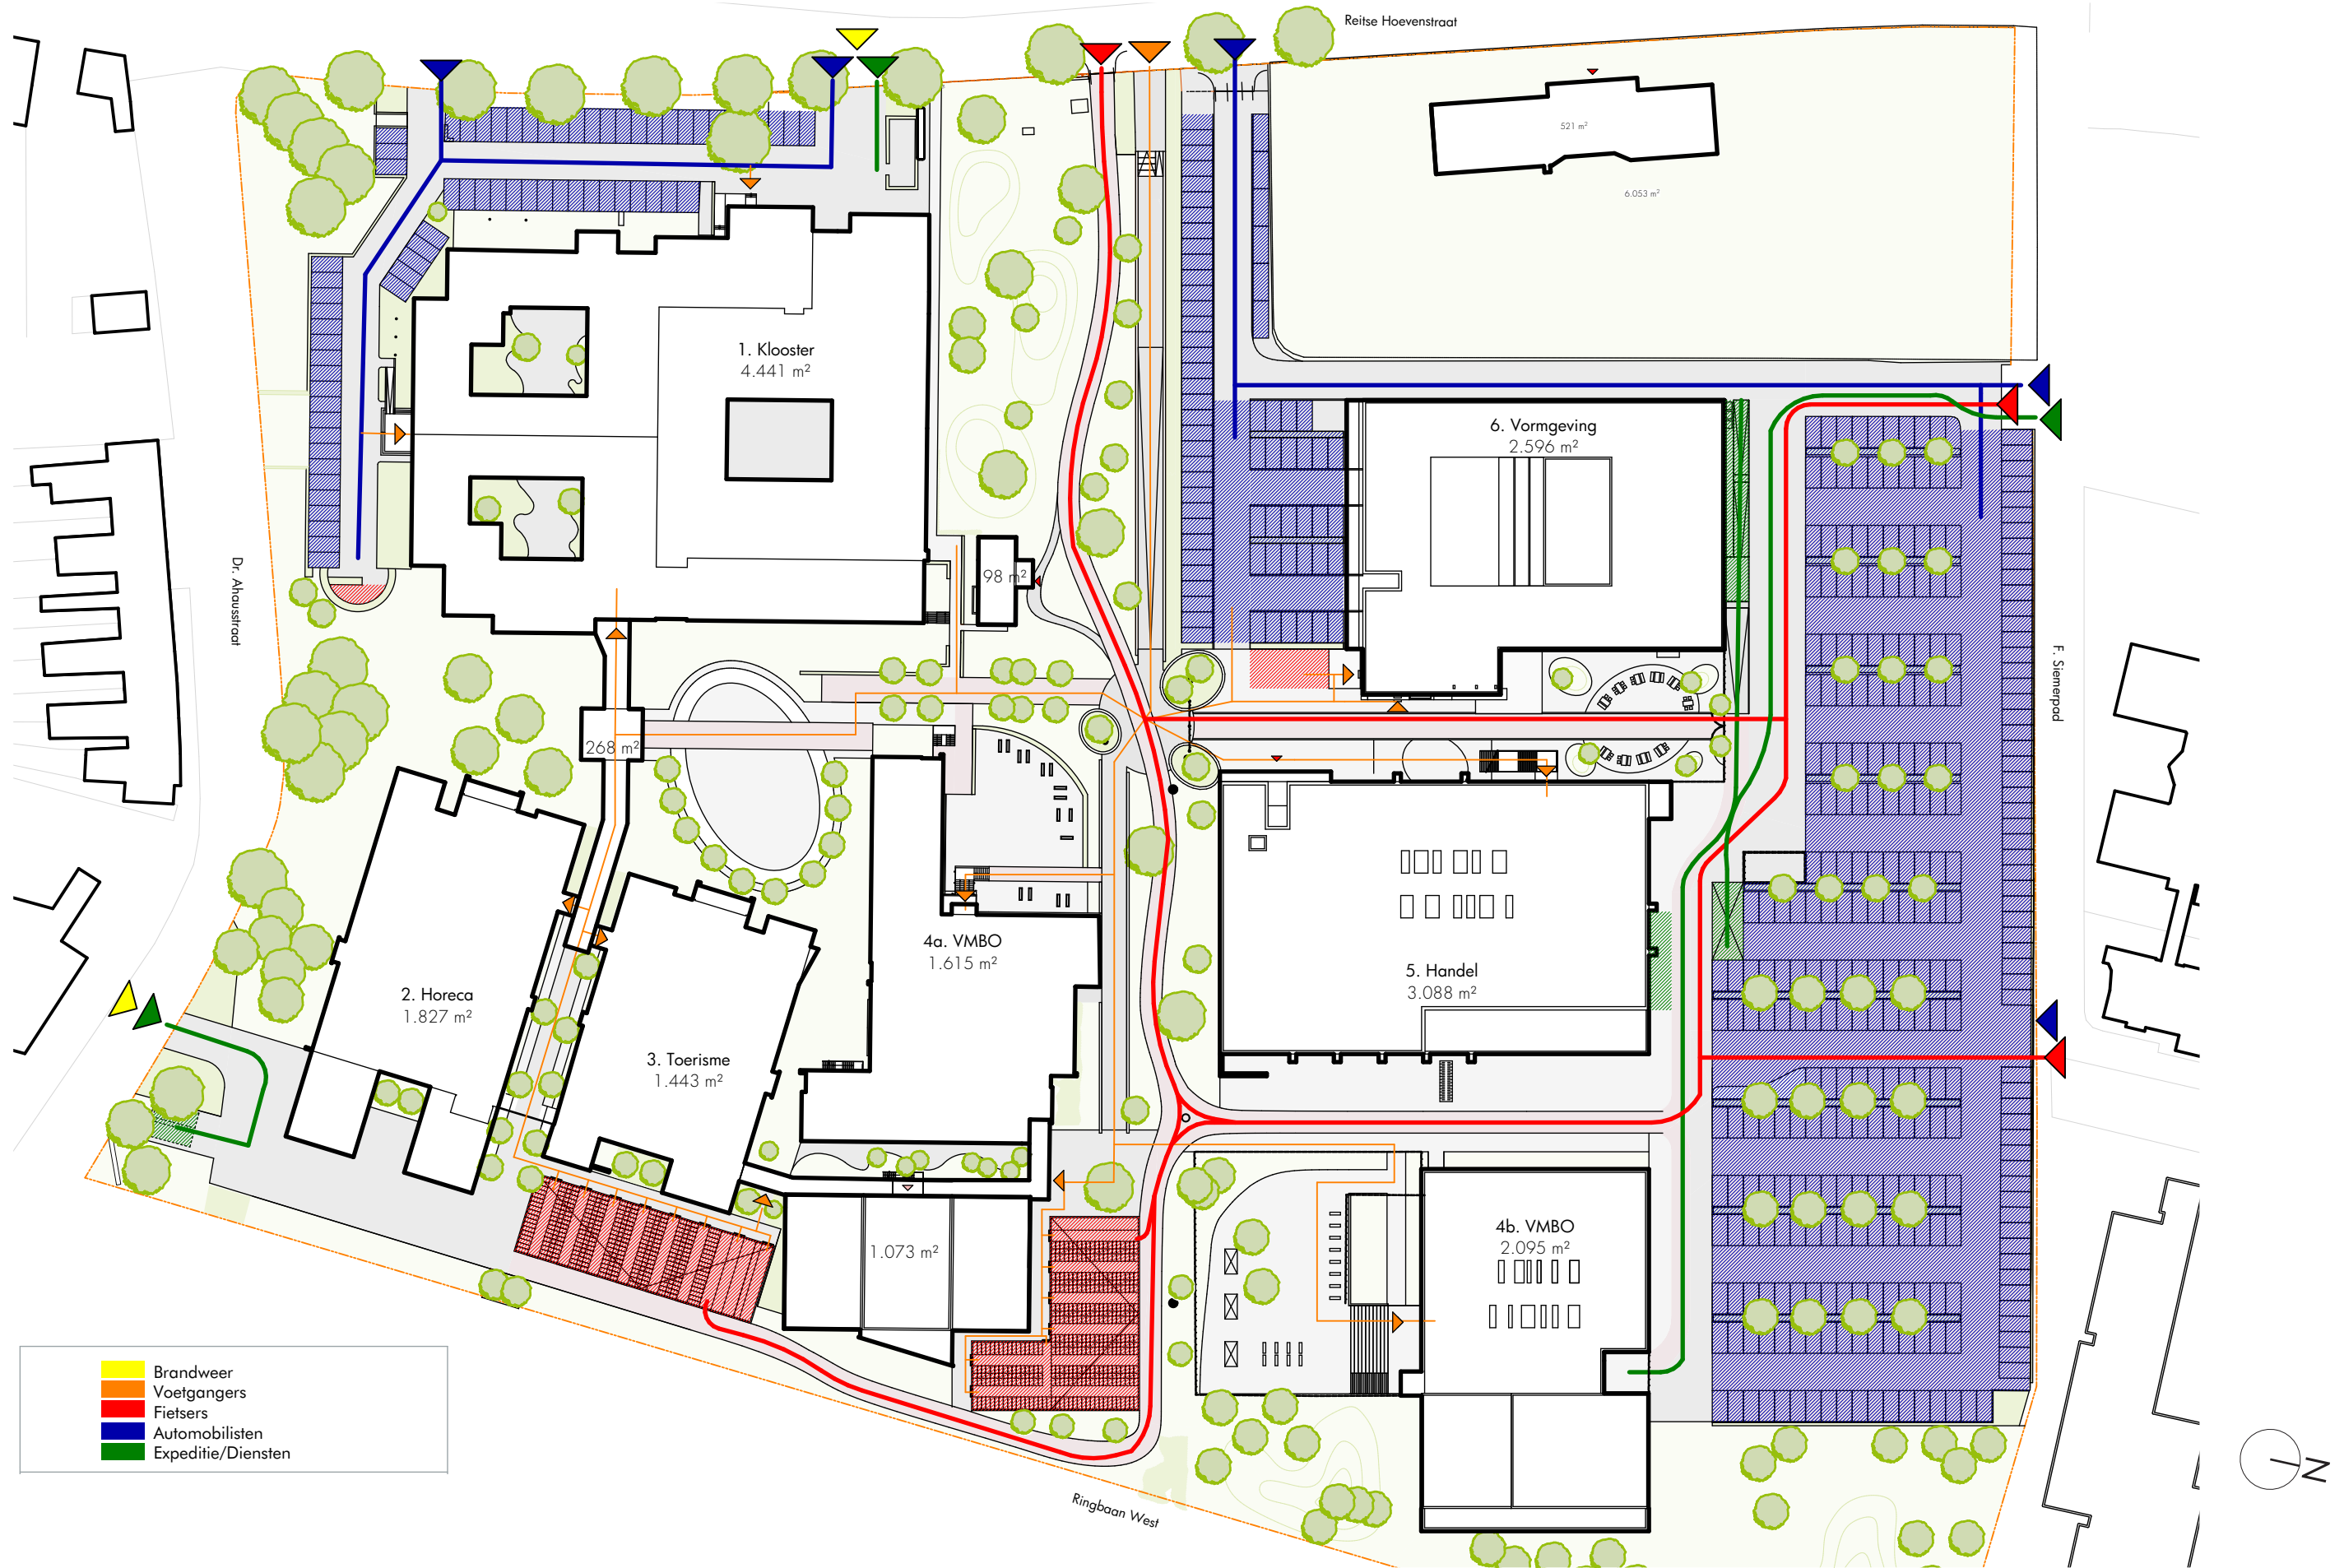 Reitse Hoevenstraat
521 m²
6.053 m²
1. Klooster
4.441 m²
6. Vormgeving
2.596 m²
98 m²
Dr. Ahausstraat
F. Siemerpad
268 m²
4a. VMBO
1.615 m²
5. Handel
3.088 m²
2. Horeca
1.827 m²
3. Toerisme
1.443 m²
4b. VMBO
2.095 m²
1.073 m²
Brandweer
Voetgangers
Fietsers
Automobilisten
Expeditie/Diensten
Ringbaan West
N